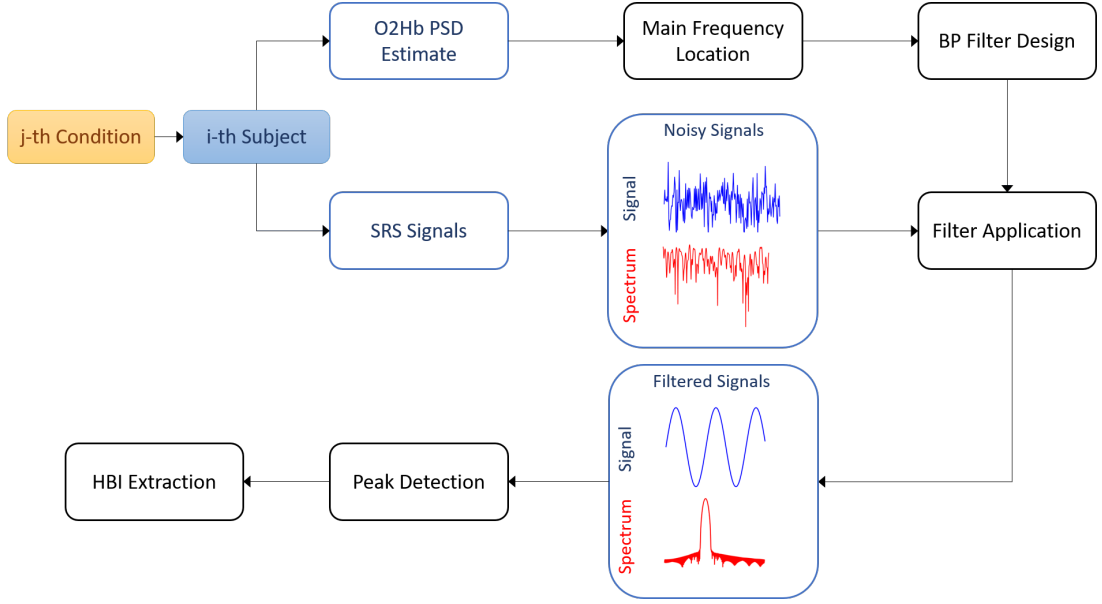 O2Hb PSD
Estimate
Main Frequency
Location
BP Filter Design
j-th Condition
i-th Subject
Noisy Signals
Signal
Spectrum
SRS Signals
Filter Application
Filtered Signals
Signal
Spectrum
HBI Extraction
Peak Detection